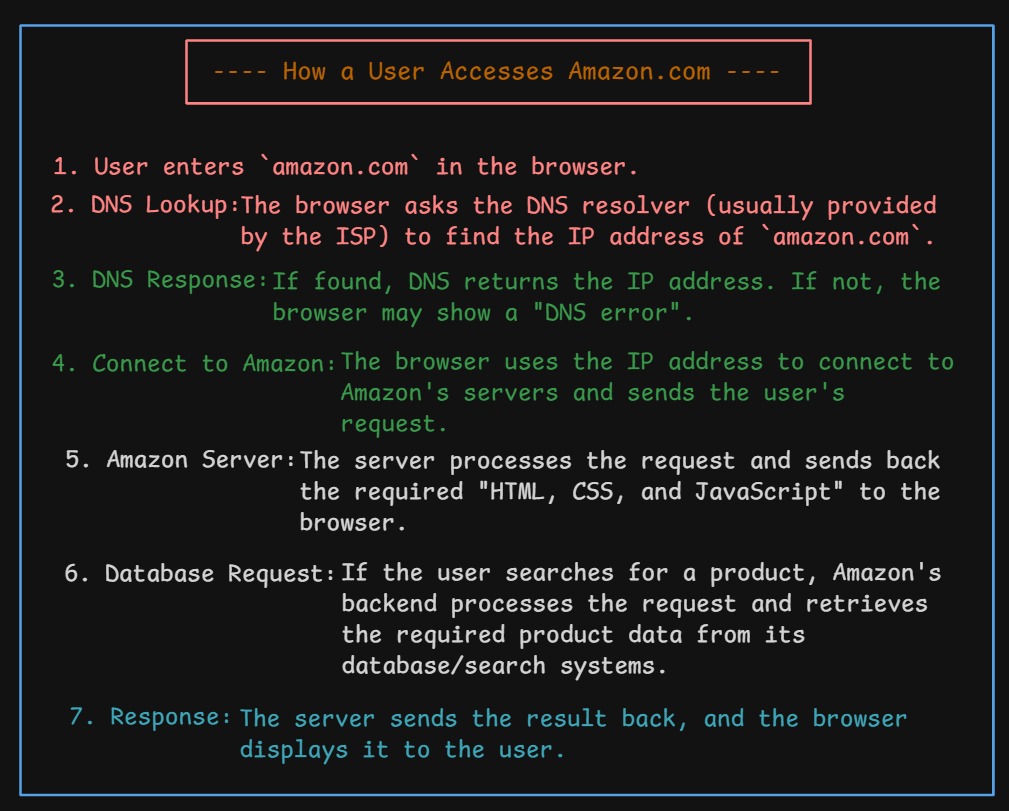 ---- How a User Accesses Amazon.com ----
1. User enters `amazon.com` in the browser.
2. DNS Lookup:The browser asks the DNS resolver (usually provided
by the ISP) to find the IP address of `amazon.com`.
3. DNS Response:If found, DNS returns the IP address. If not, the
browser may show a "DNS error".
4. Connect to Amazon:The browser uses the IP address to connect to
Amazon's servers and sends the user's
request.
5. Amazon Server:The server processes the request and sends back
the required "HTML, CSS, and JavaScript" to the
browser.
6. Database Request:If the user searches for a product, Amazon's
backend processes the request and retrieves
the required product data from its
database/search systems.
7. Response: The server sends the result back, and the browser
displays it to the user.